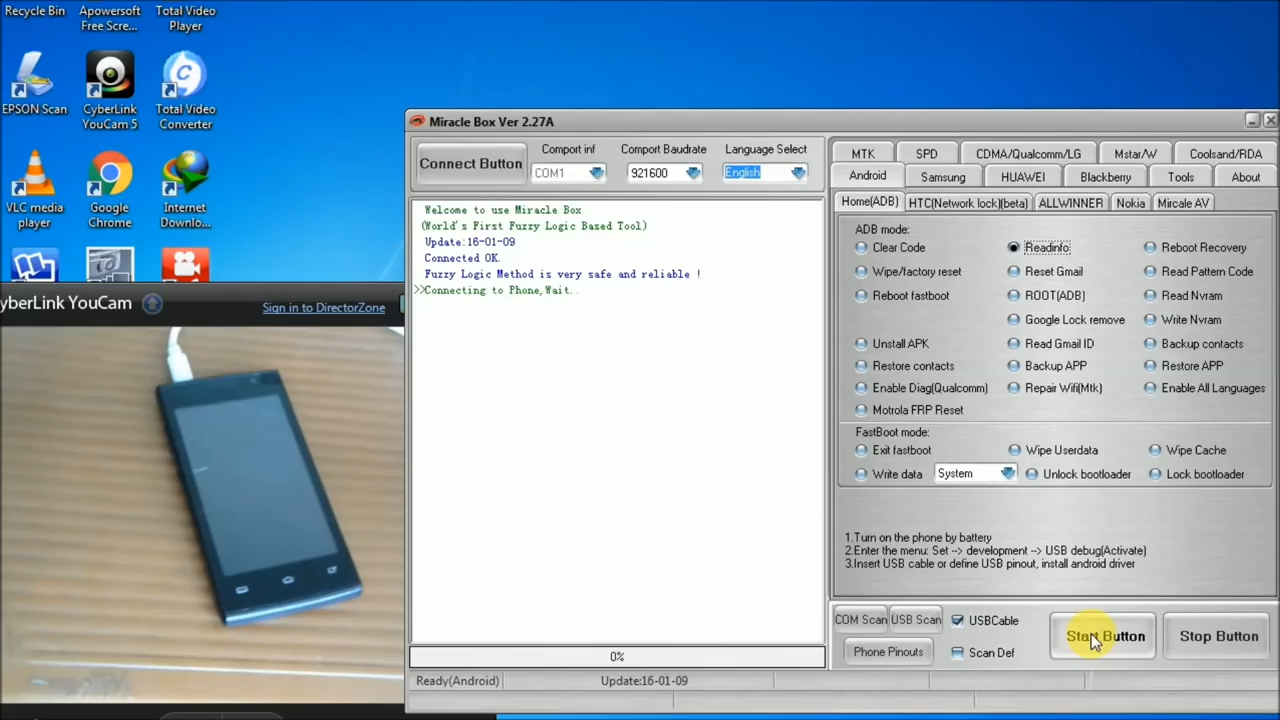 Recycle Bin
Apowersoft
Free Scre...
Total Video
Player
EPSON Scan
CyberLink
YouCam 5
Total Video
Converter
VLC media
player
Google
Chrome
Internet
Downlo...
yberLink YouCam
Sign in to DirectorZone
Miracle Box Ver 2.27A
Connect Button
Comport inf
Comport Baudrate
Language Select
COM1
921600
English
Welcome to use Miracle Box
(World's First Fuzzy Logic Based Tool)
Update:16-01-09
Connected OK.
Fuzzy Logic Method is very safe and reliable !
>>Connecting to Phone,Wait..
0%
Ready(Android)
Update:16-01-09
MTK
SPD
CDMA/Qualcomm/LG
Mstar/W
Coolsand/RDA
Android
Samsung
HUAWEI
Blackberry
Tools
About
Home(ADB)
HTC(Network lock)(beta)
ALLWINNER
Nokia
Mircale AV
ADB mode:
Clear Code
Readinfo
Reboot Recovery
Wipe/factory reset
Reset Gmail
Read Pattern Code
Reboot fastboot
ROOT(ADB)
Read Nvram
Google Lock remove
Write Nvram
Unstall APK
Read Gmail ID
Backup contacts
Restore contacts
Backup APP
Restore APP
Enable Diag(Qualcomm)
Repair Wifi(Mtk)
Enable All Languages
Motrola FRP Reset
FastBoot mode:
Exit fastboot
Wipe Userdata
Wipe Cache
Write data
System
Unlock bootloader
Lock bootloader
1.Turn on the phone by battery
2.Enter the menu: Set --> development --> USB debug(Activate)
3.Insert USB cable or define USB pinout, install android driver
COM Scan
USB Scan
USBCable
Phone Pinouts
Scan Def
Start Button
Stop Button